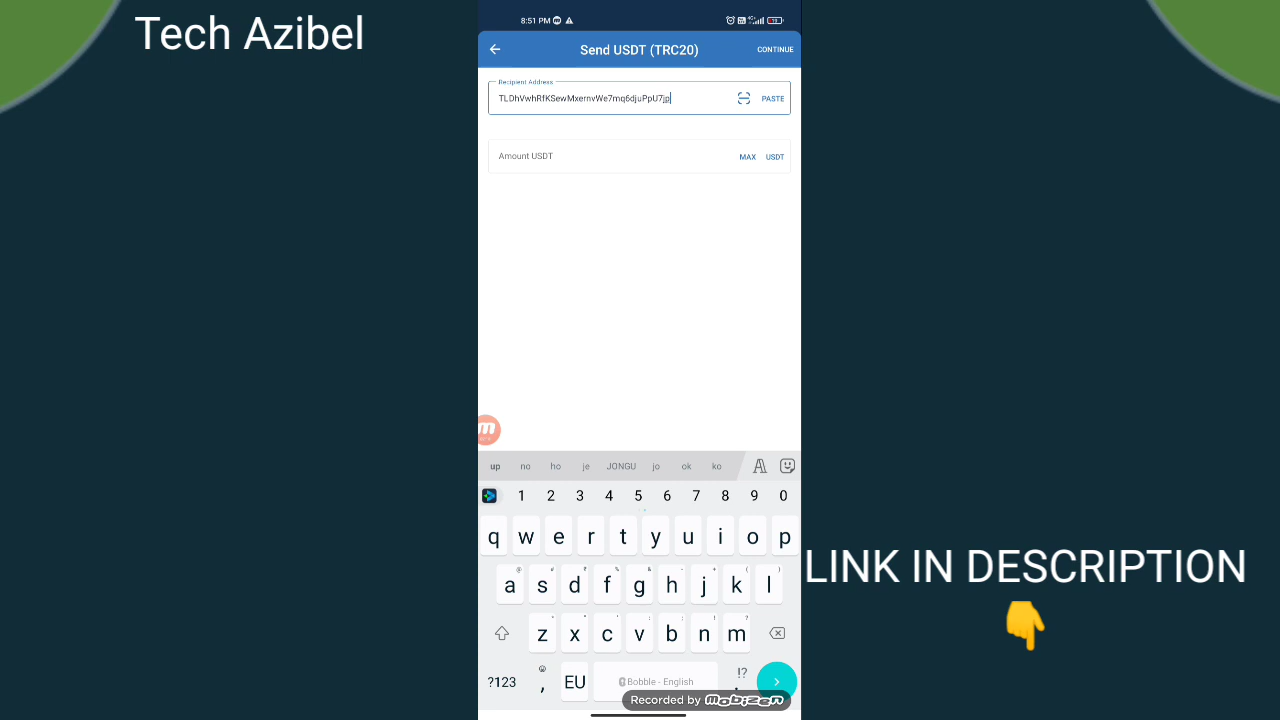 Tech Azibel
8:51 PM
Send USDT (TRC20)
CONTINUE
Recipient Address
TLDhVwhRfKSewMxernvWe7mq6djuPpU7jp
PASTE
Amount USDT
MAX USDT
up no ho je JONGU jo ok ko
1 2 3 4 5 6 7 8 9 0
q w e r t y u i o p
a s d f g h j k l
z x c v b n m
?123 , EU Bobble - English !? .
Recorded by mobizen
LINK IN DESCRIPTION